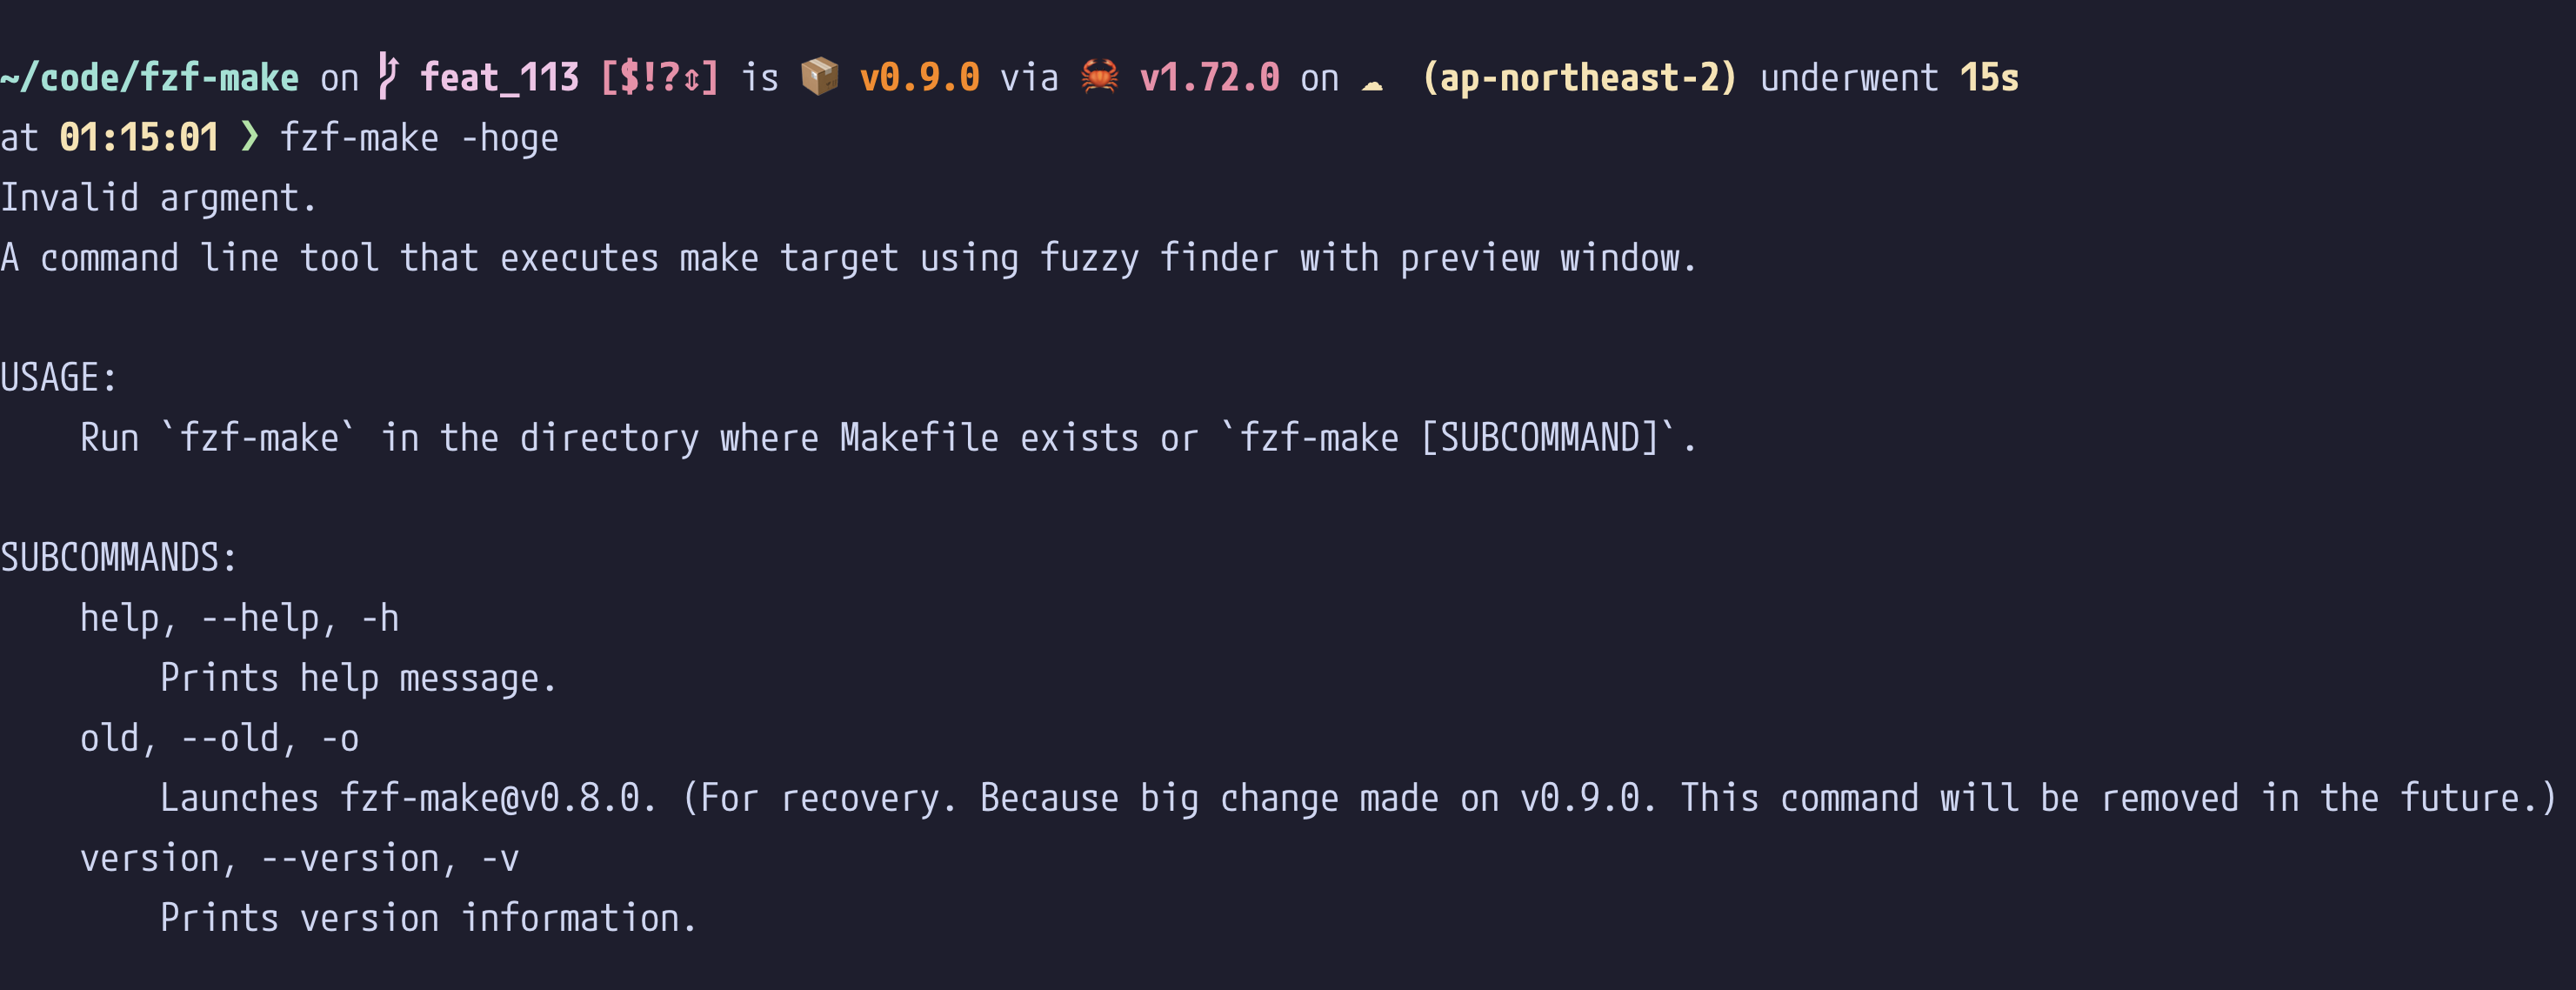 ~/code/fzf-make on feat_113 [$!?⇕] is 📦 v0.9.0 via 🦀 v1.72.0 on ☁ (ap-northeast-2) underwent 15s
at 01:15:01 ❯ fzf-make -hoge
Invalid argment.
A command line tool that executes make target using fuzzy finder with preview window.
USAGE:
Run `fzf-make` in the directory where Makefile exists or `fzf-make [SUBCOMMAND]`.
SUBCOMMANDS:
help, --help, -h
Prints help message.
old, --old, -o
Launches fzf-make@v0.8.0. (For recovery. Because big change made on v0.9.0. This command will be removed in the future.)
version, --version, -v
Prints version information.